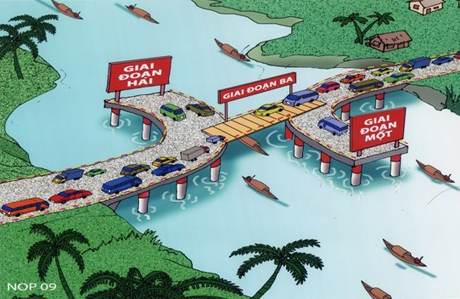 GIAI
ĐOẠN
HAI
GIAI ĐOẠN BA
GIAI
ĐOẠN
MỘT
NOP 09